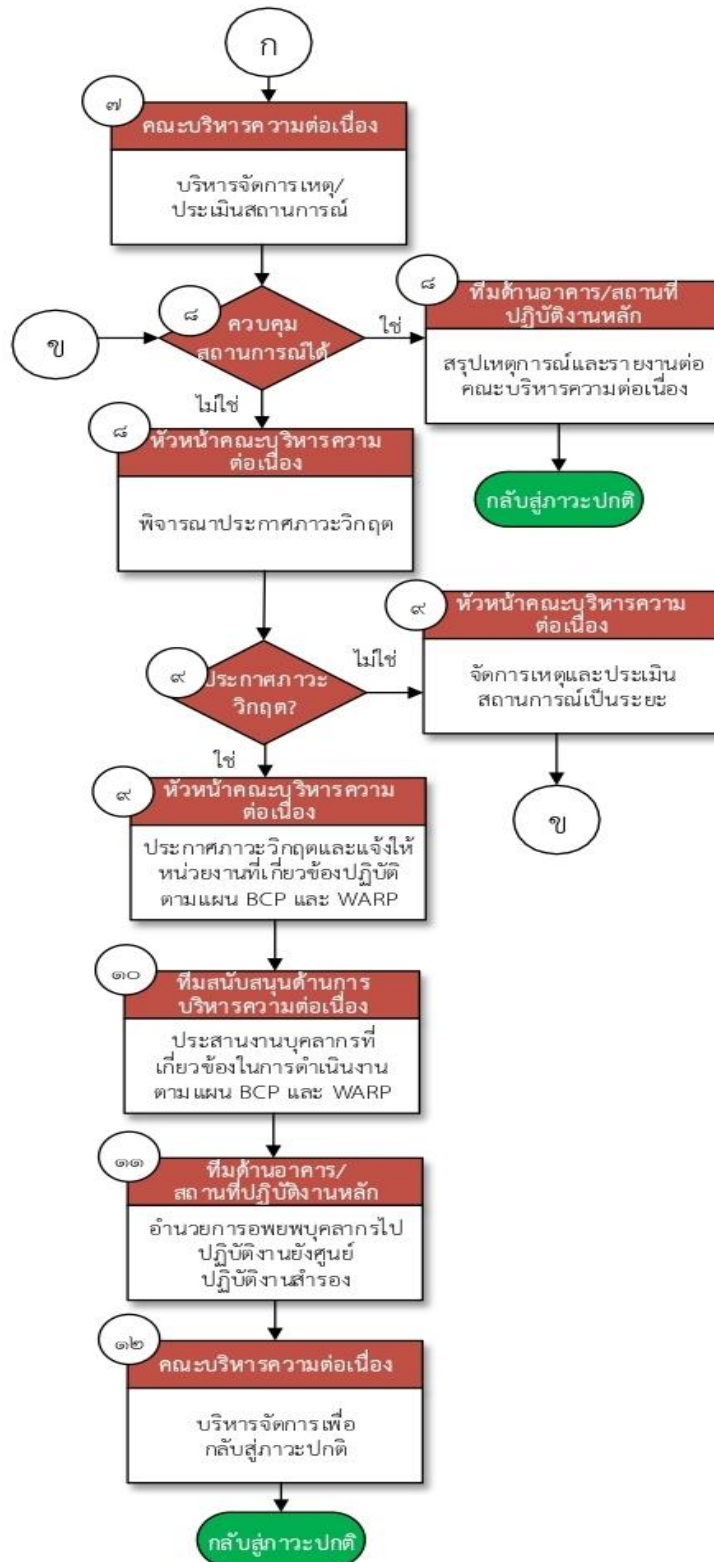 ก
๗
คณะบริหารความต่อเนื่อง
บริหารจัดการเหตุ/
ประเมินสถานการณ์
๘
ควบคุม
สถานการณ์ได้
ข
ใช่
ไม่ใช่
๘
ทีมด้านอาคาร/สถานที่
ปฏิบัติงานหลัก
สรุปเหตุการณ์และรายงานต่อ
คณะบริหารความต่อเนื่อง
กลับสู่ภาวะปกติ
๘
หัวหน้าคณะบริหารความ
ต่อเนื่อง
พิจารณาประกาศภาวะวิกฤต
๙
ประกาศภาวะ
วิกฤต?
ไม่ใช่
ใช่
๙
หัวหน้าคณะบริหารความ
ต่อเนื่อง
จัดการเหตุและประเมิน
สถานการณ์เป็นระยะ
ข
๙
หัวหน้าคณะบริหารความ
ต่อเนื่อง
ประกาศภาวะวิกฤตและแจ้งให้
หน่วยงานที่เกี่ยวข้องปฏิบัติ
ตามแผน BCP และ WARP
๑๐
ทีมสนับสนุนด้านการ
บริหารความต่อเนื่อง
ประสานงานบุคลากรที่
เกี่ยวข้องในการดำเนินงาน
ตามแผน BCP และ WARP
๑๑
ทีมด้านอาคาร/
สถานที่ปฏิบัติงานหลัก
อำนวยการอพยพบุคลากรไป
ปฏิบัติงานยังศูนย์
ปฏิบัติงานสำรอง
๑๒
คณะบริหารความต่อเนื่อง
บริหารจัดการเพื่อ
กลับสู่ภาวะปกติ
กลับสู่ภาวะปกติ